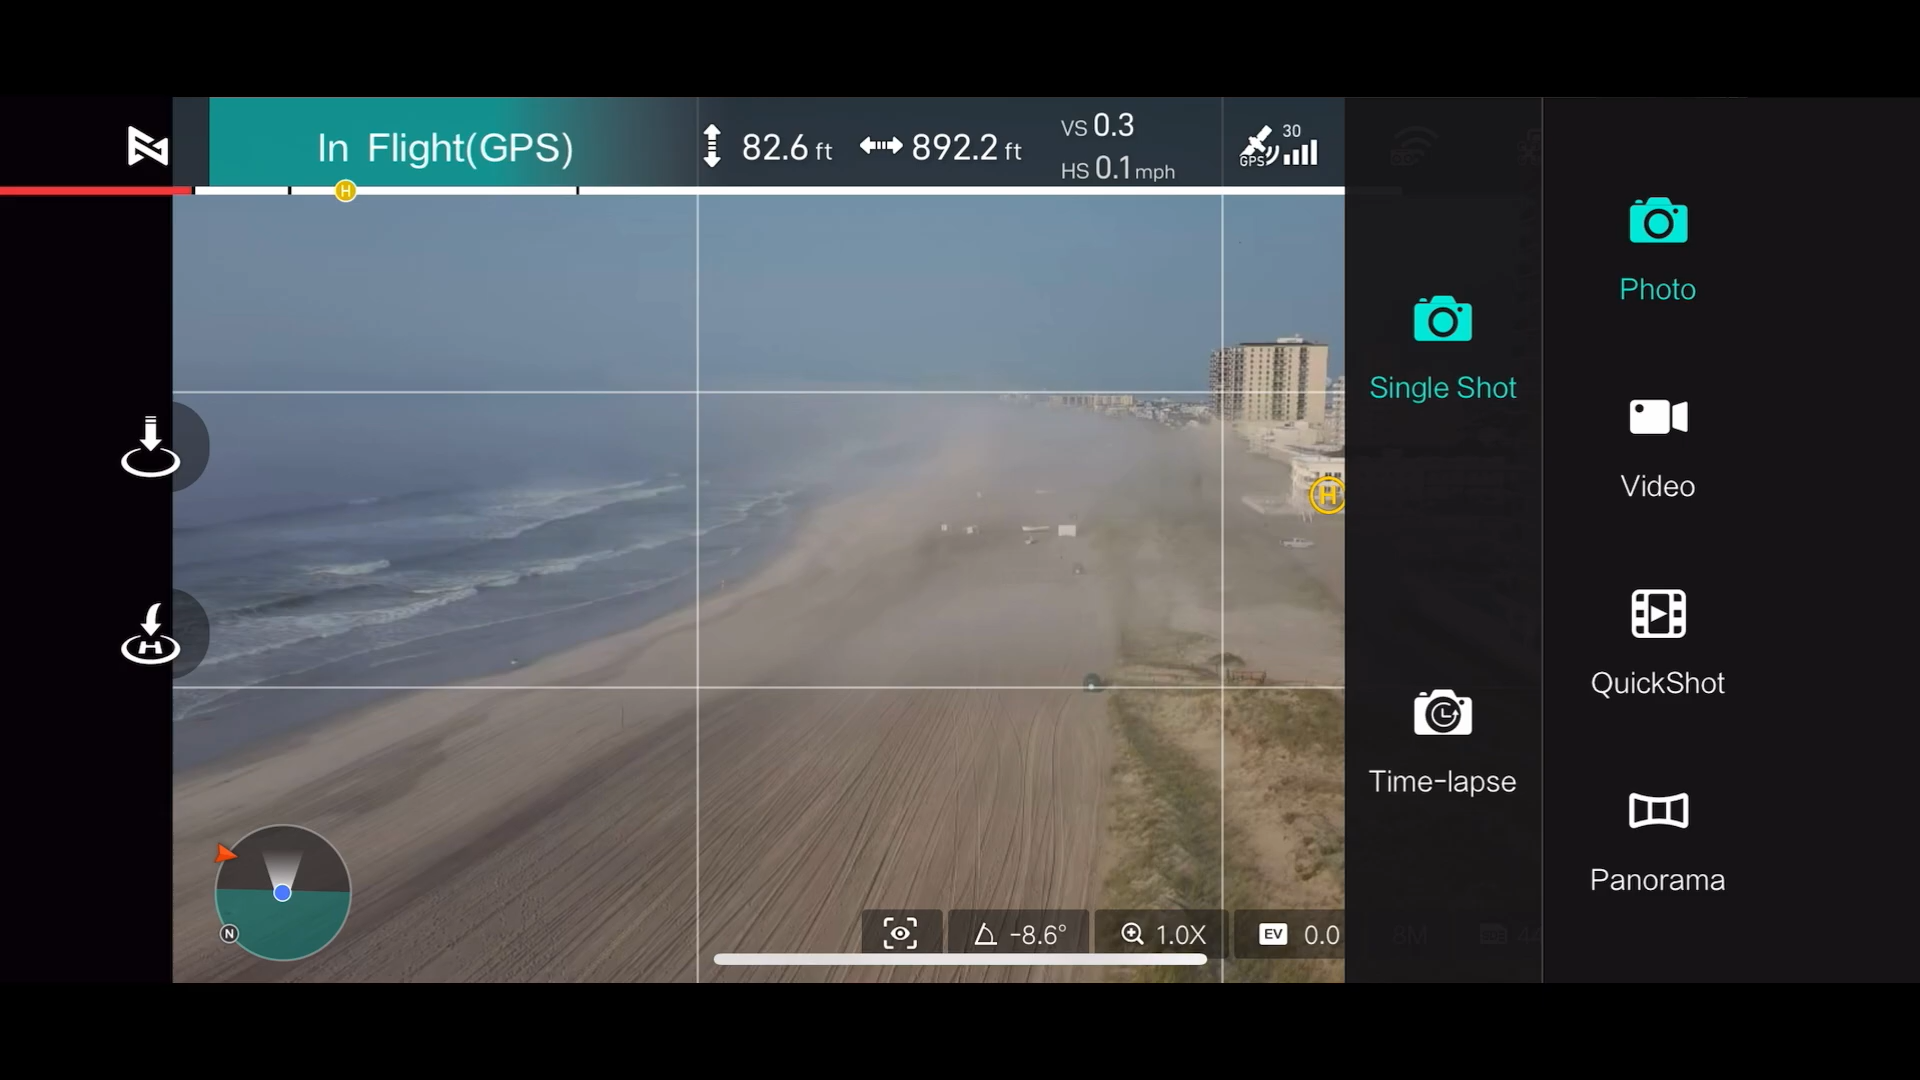 In Flight(GPS)
82.6 ft
892.2 ft
VS 0.3
HS 0.1 mph
GPS
30
H
H
H
N
-8.6°
1.0X
EV 0.0
8M
Single Shot
Time-lapse
Photo
Video
QuickShot
Panorama